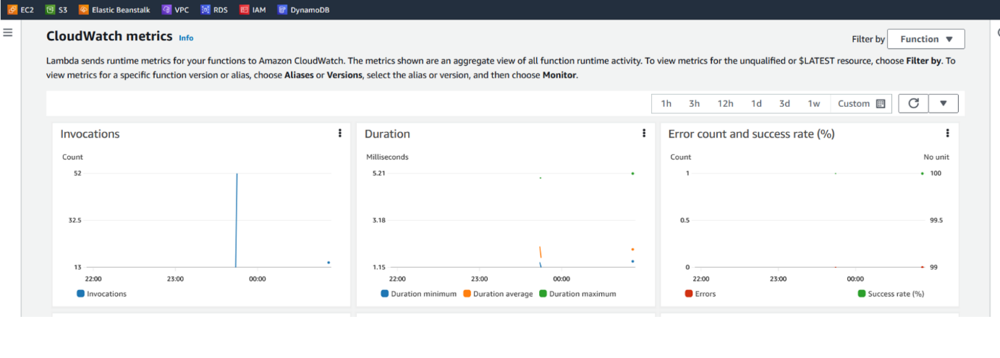 EC2 S3 Elastic Beanstalk VPC RDS IAM DynamoDB
CloudWatch metrics Info
Filter by Function
Lambda sends runtime metrics for your functions to Amazon CloudWatch. The metrics shown are an aggregate view of all function runtime activity. To view metrics for the unqualified or $LATEST resource, choose Filter by. To
view metrics for a specific function version or alias, choose Aliases or Versions, select the alias or version, and then choose Monitor.
1h 3h 12h 1d 3d 1w Custom
Invocations
Count
52
32.5
13
22:00 23:00 00:00
Invocations
Duration
Milliseconds
5.21
3.18
1.15
22:00 23:00 00:00
Duration minimum Duration average Duration maximum
Error count and success rate (%)
Count No unit
1 100
0.5 99.5
0 99
22:00 23:00 00:00
Errors Success rate (%)